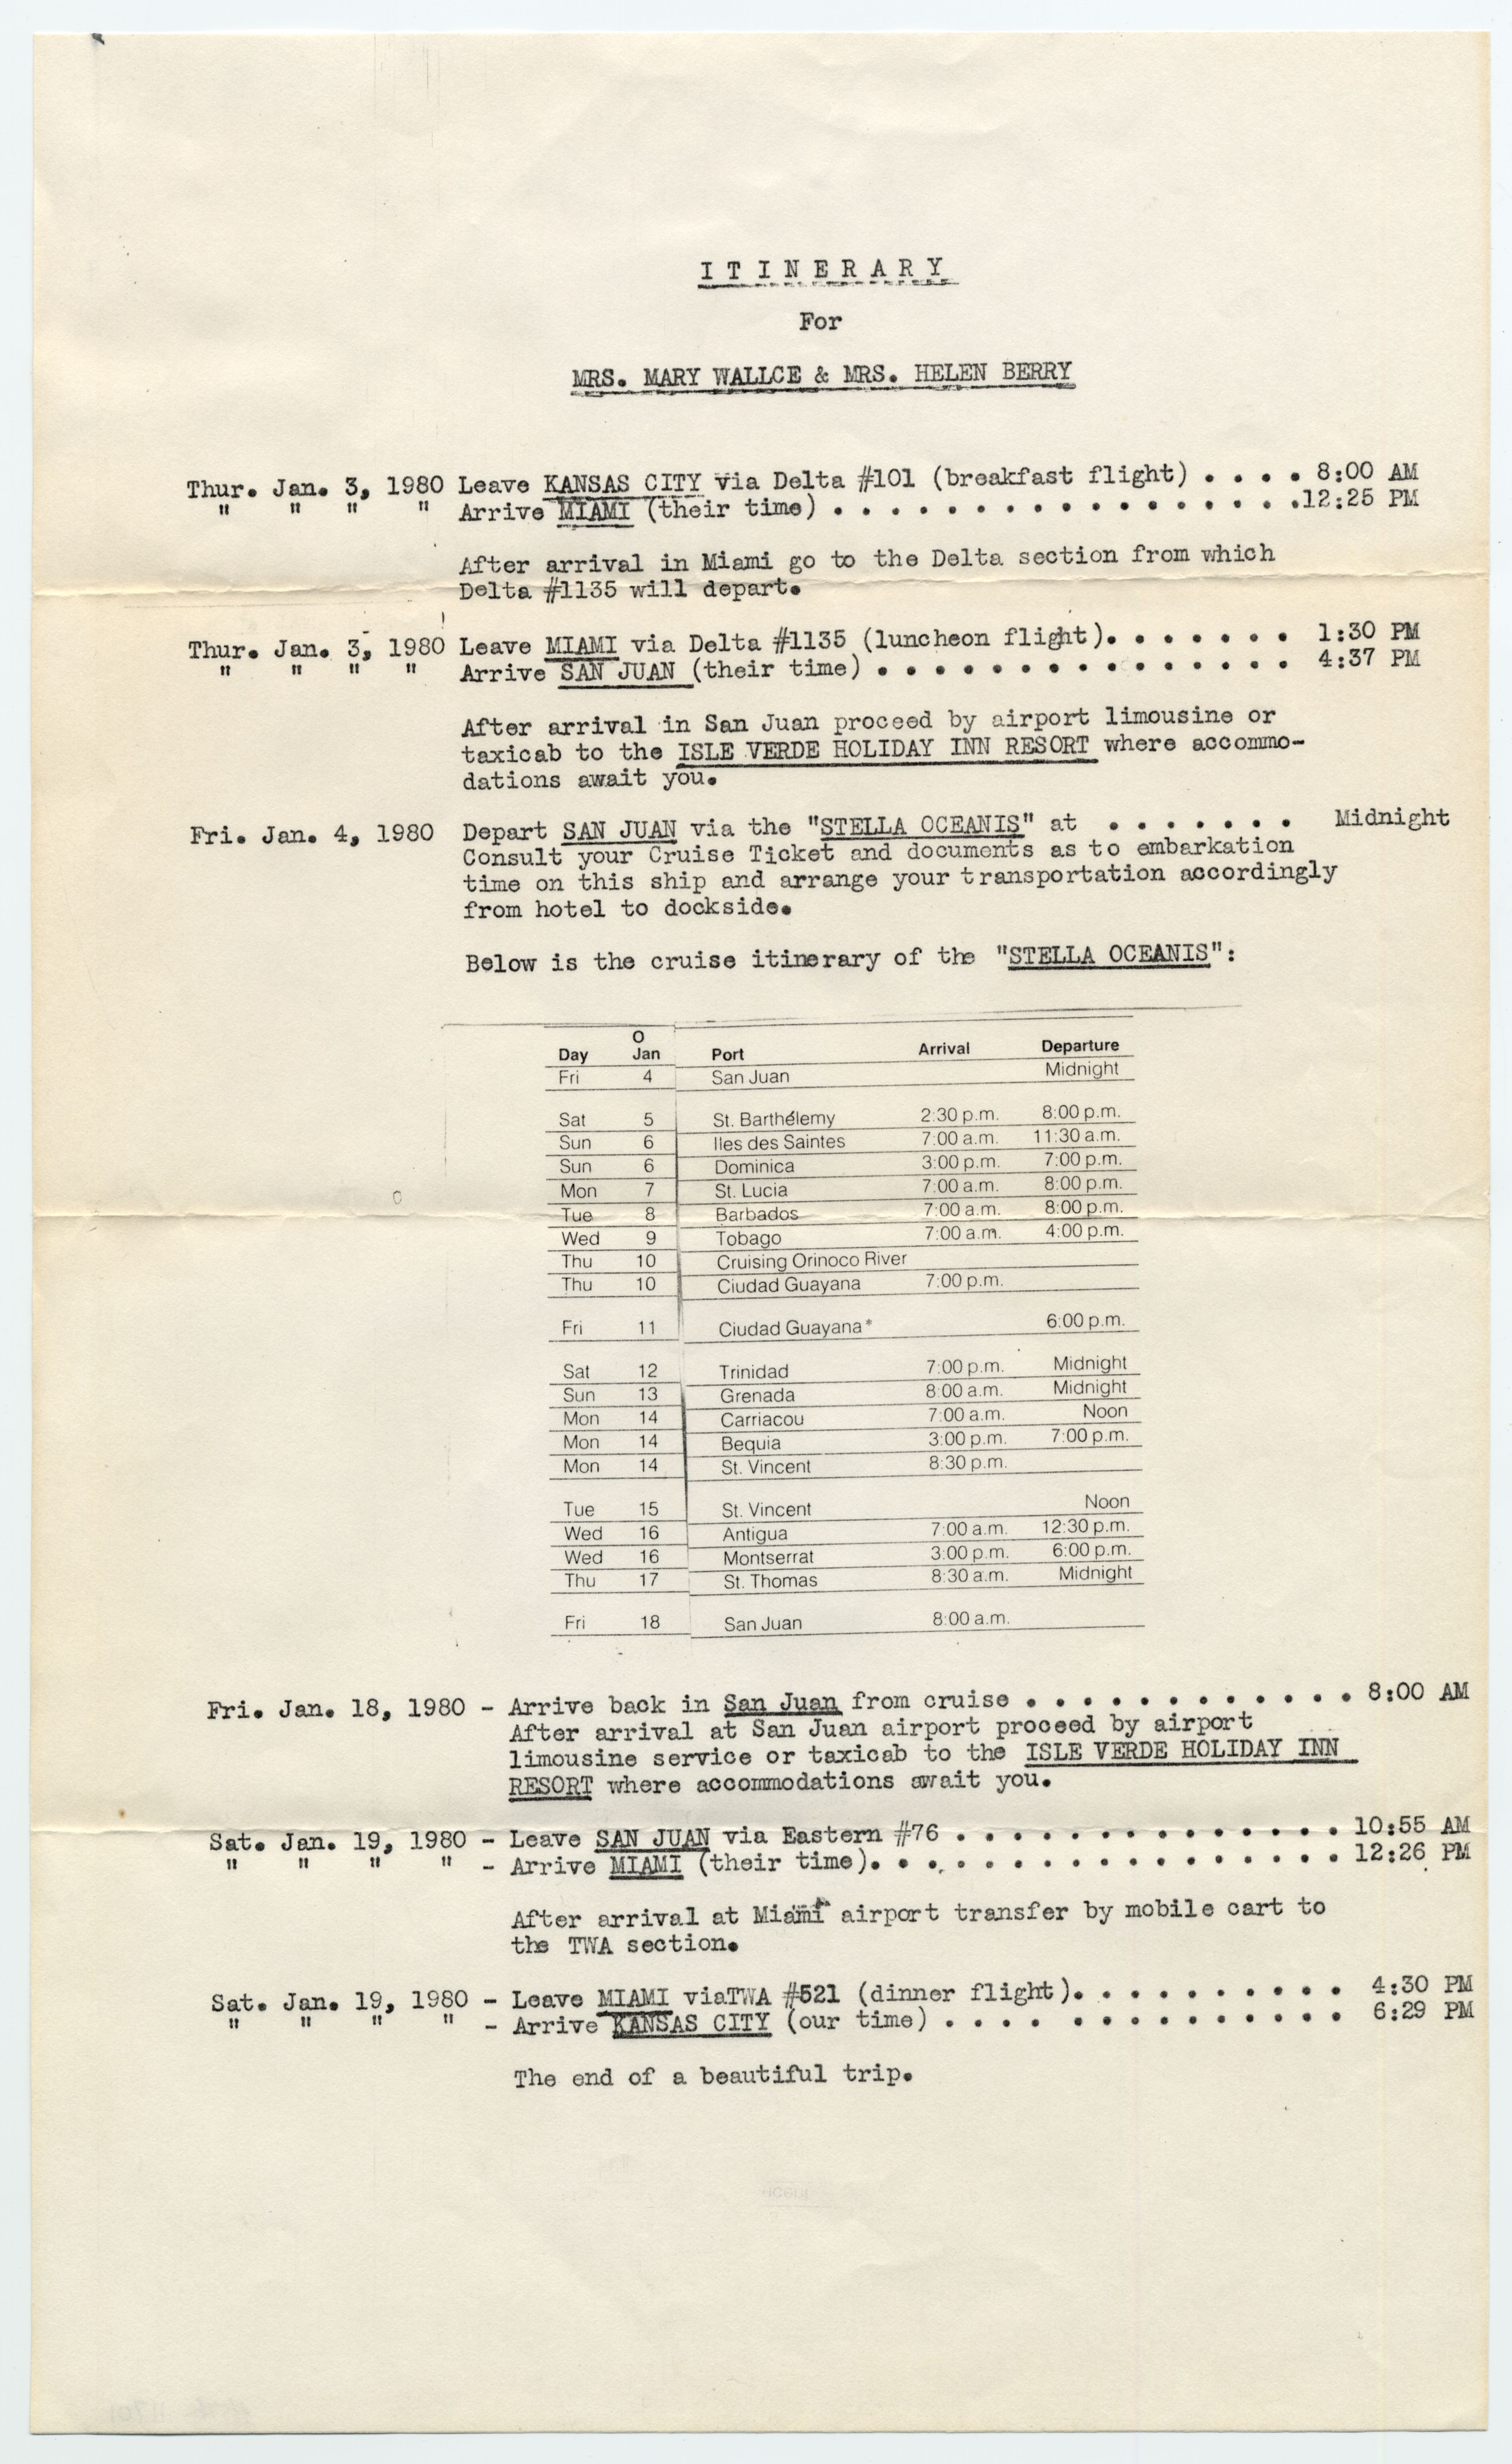 ITINERARY
For
MRS. MARY WALLCE & MRS. HELEN BERRY
Thur. Jan. 3, 1980 Leave KANSAS CITY via Delta #101 (breakfast flight) . . . . 8:00 AM
" " " " Arrive MIAMI (their time) . . . . . . . . . . . . . . . . .12:25 PM
After arrival in Miami go to the Delta section from which
Delta #1135 will depart.
Thur. Jan. 3, 1980 Leave MIAMI via Delta #1135 (luncheon flight). . . . . . . 1:30 PM
" " " " Arrive SAN JUAN (their time) . . . . . . . . . . . . . . . 4:37 PM
After arrival in San Juan proceed by airport limousine or
taxicab to the ISLE VERDE HOLIDAY INN RESORT where accommo-
dations await you.
Fri. Jan. 4, 1980 Depart SAN JUAN via the "STELLA OCEANIS" at . . . . . . . Midnight
Consult your Cruise Ticket and documents as to embarkation
time on this ship and arrange your transportation accordingly
from hotel to dockside.
Below is the cruise itinerary of the "STELLA OCEANIS":
O
Day Jan Port Arrival Departure
Fri 4 San Juan Midnight
Sat 5 St. Barthélemy 2:30 p.m. 8:00 p.m.
Sun 6 Iles des Saintes 7:00 a.m. 11:30 a.m.
Sun 6 Dominica 3:00 p.m. 7:00 p.m.
Mon 7 St. Lucia 7:00 a.m. 8:00 p.m.
Tue 8 Barbados 7:00 a.m. 8:00 p.m.
Wed 9 Tobago 7:00 a.m. 4:00 p.m.
Thu 10 Cruising Orinoco River
Thu 10 Ciudad Guayana 7:00 p.m.
Fri 11 Ciudad Guayana* 6:00 p.m.
Sat 12 Trinidad 7:00 p.m. Midnight
Sun 13 Grenada 8:00 a.m. Midnight
Mon 14 Carriacou 7:00 a.m. Noon
Mon 14 Bequia 3:00 p.m. 7:00 p.m.
Mon 14 St. Vincent 8:30 p.m.
Tue 15 St. Vincent Noon
Wed 16 Antigua 7:00 a.m. 12:30 p.m.
Wed 16 Montserrat 3:00 p.m. 6:00 p.m.
Thu 17 St. Thomas 8:30 a.m. Midnight
Fri 18 San Juan 8:00 a.m.
Fri. Jan. 18, 1980 - Arrive back in San Juan from cruise . . . . . . . . . . . . 8:00 AM
After arrival at San Juan airport proceed by airport
limousine service or taxicab to the ISLE VERDE HOLIDAY INN
RESORT where accommodations await you.
Sat. Jan. 19, 1980 - Leave SAN JUAN via Eastern #76 . . . . . . . . . . . . . . 10:55 AM
" " " " - Arrive MIAMI (their time). . . . . . . . . . . . . . . . . 12:26 PM
After arrival at Miami airport transfer by mobile cart to
the TWA section.
Sat. Jan. 19, 1980 - Leave MIAMI viaTWA #521 (dinner flight). . . . . . . . . . 4:30 PM
" " " " - Arrive KANSAS CITY (our time) . . . . . . . . . . . . . . 6:29 PM
The end of a beautiful trip.